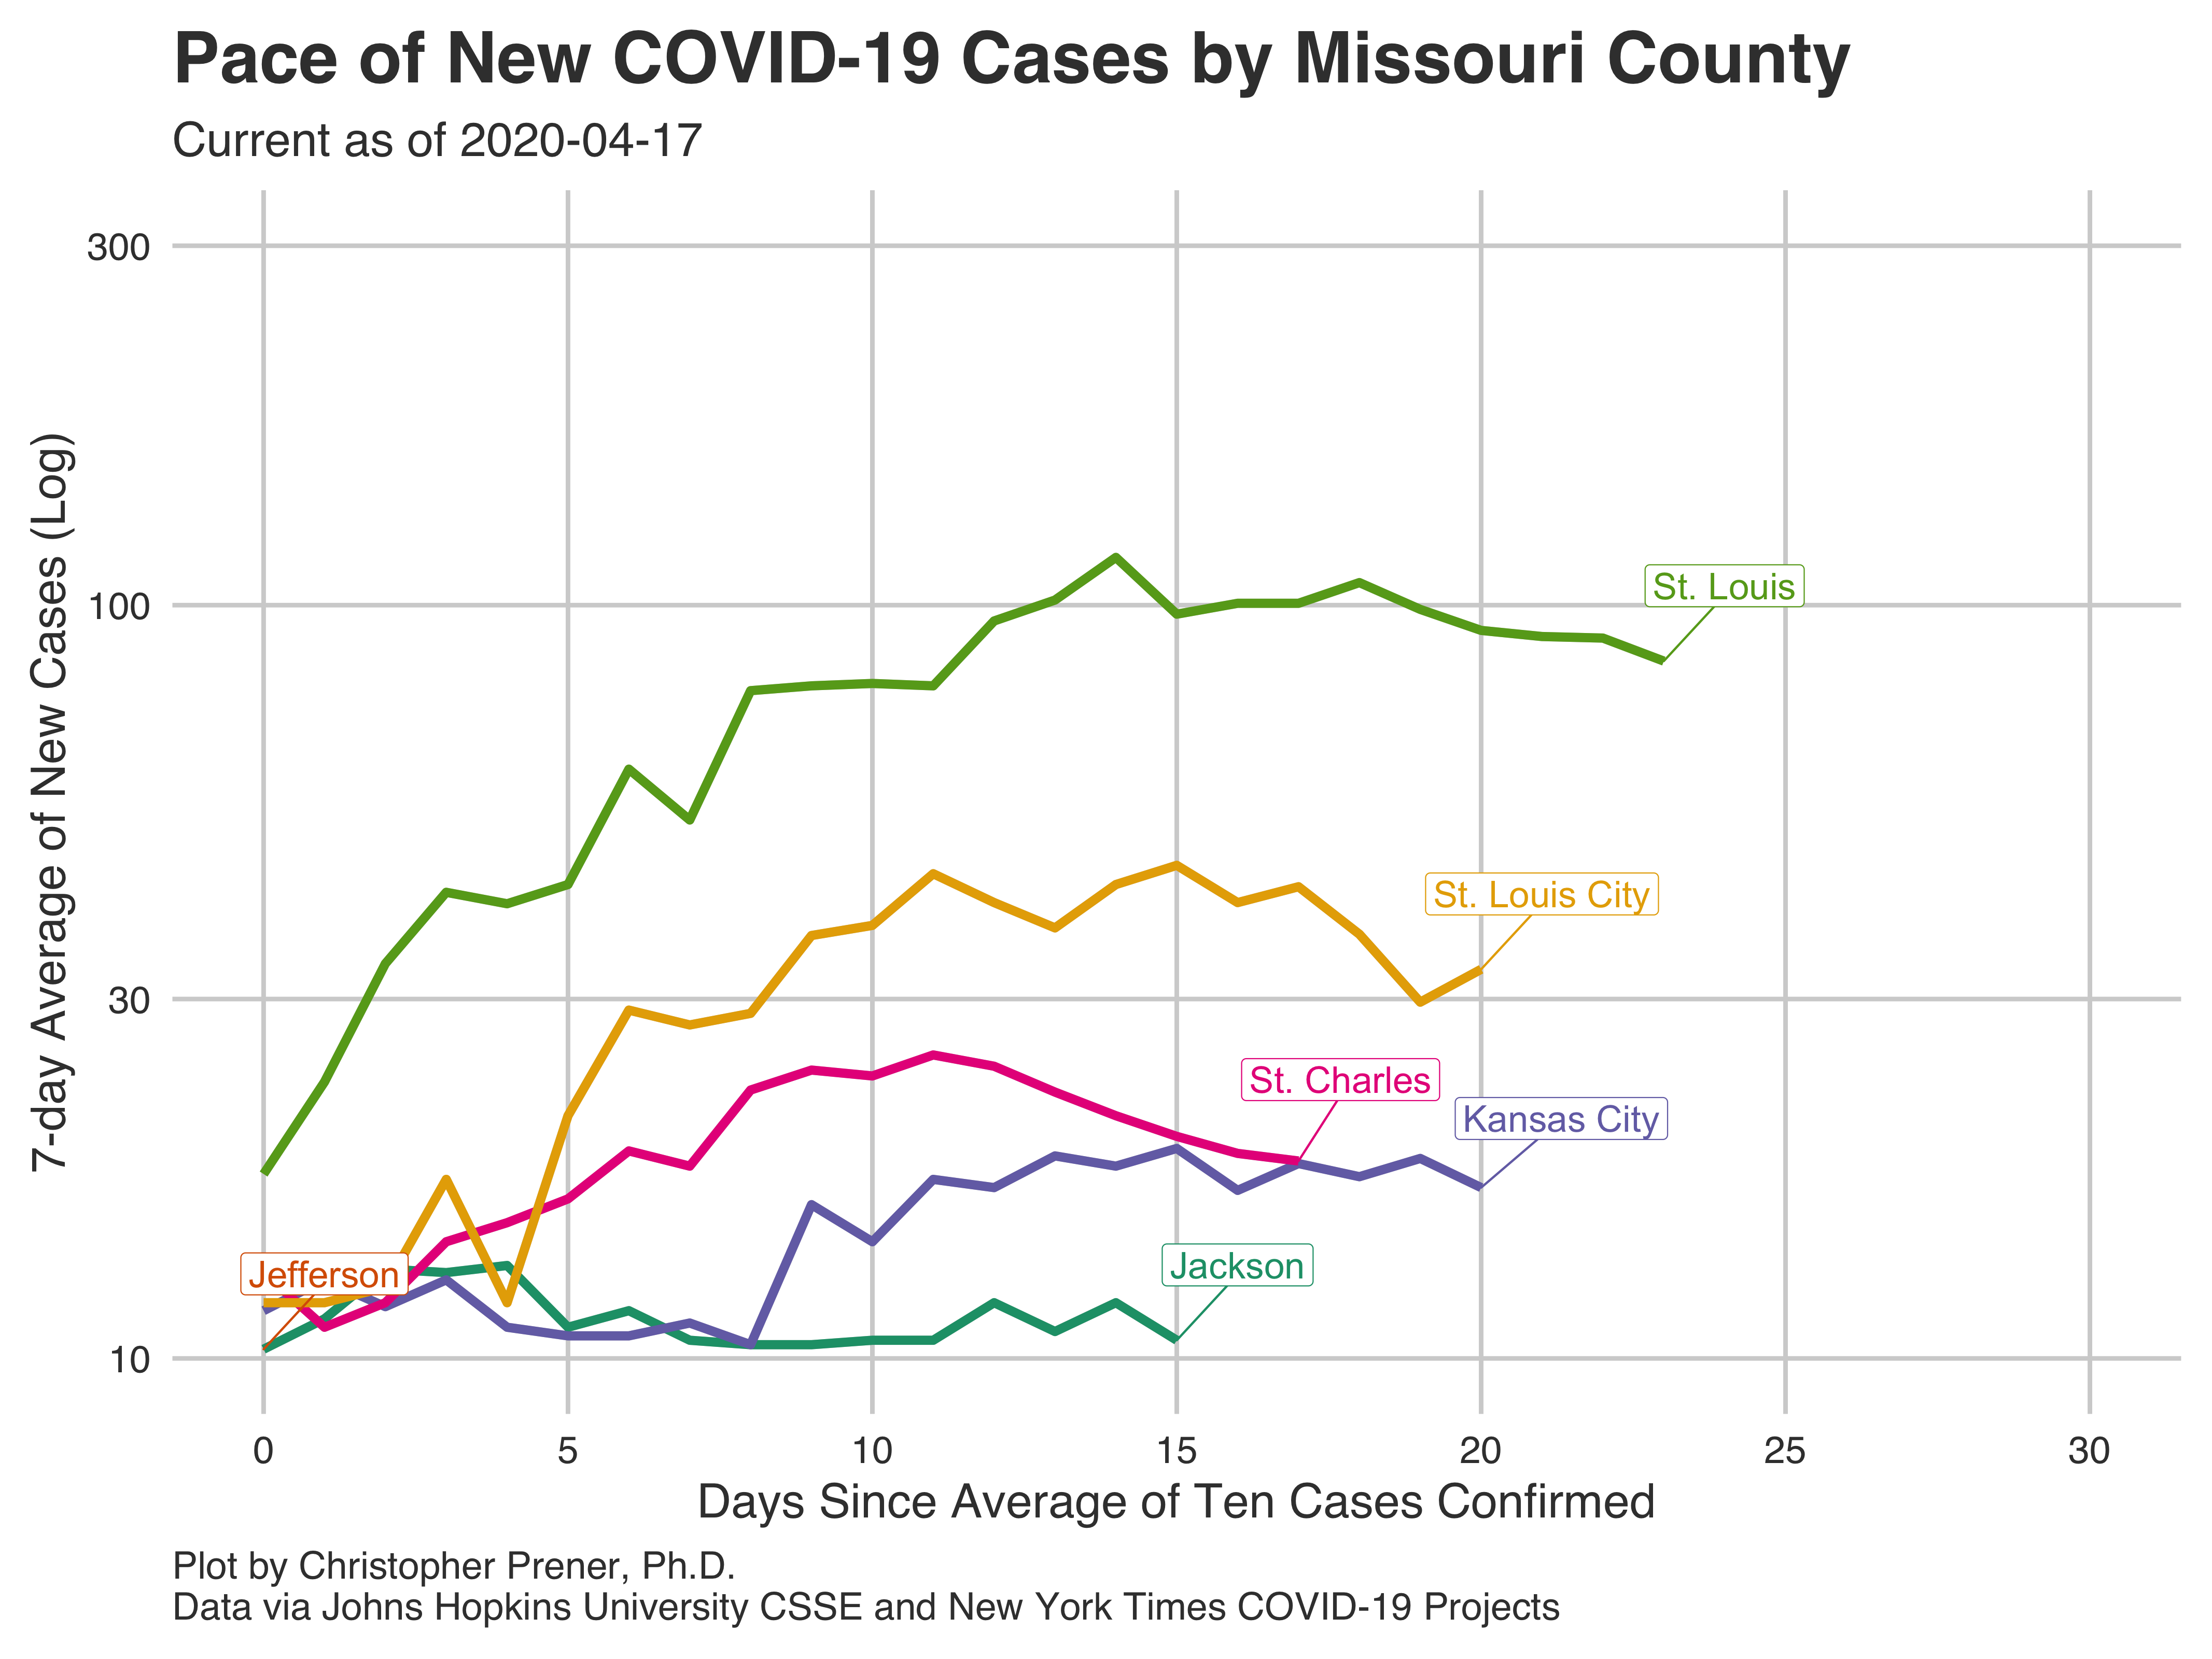 Pace of New COVID-19 Cases by Missouri County
Current as of 2020-04-17
7-day Average of New Cases (Log)
300
100
30
10
St. Louis
St. Louis City
St. Charles
Kansas City
Jefferson
Jackson
0 5 10 15 20 25 30
Days Since Average of Ten Cases Confirmed
Plot by Christopher Prener, Ph.D.
Data via Johns Hopkins University CSSE and New York Times COVID-19 Projects